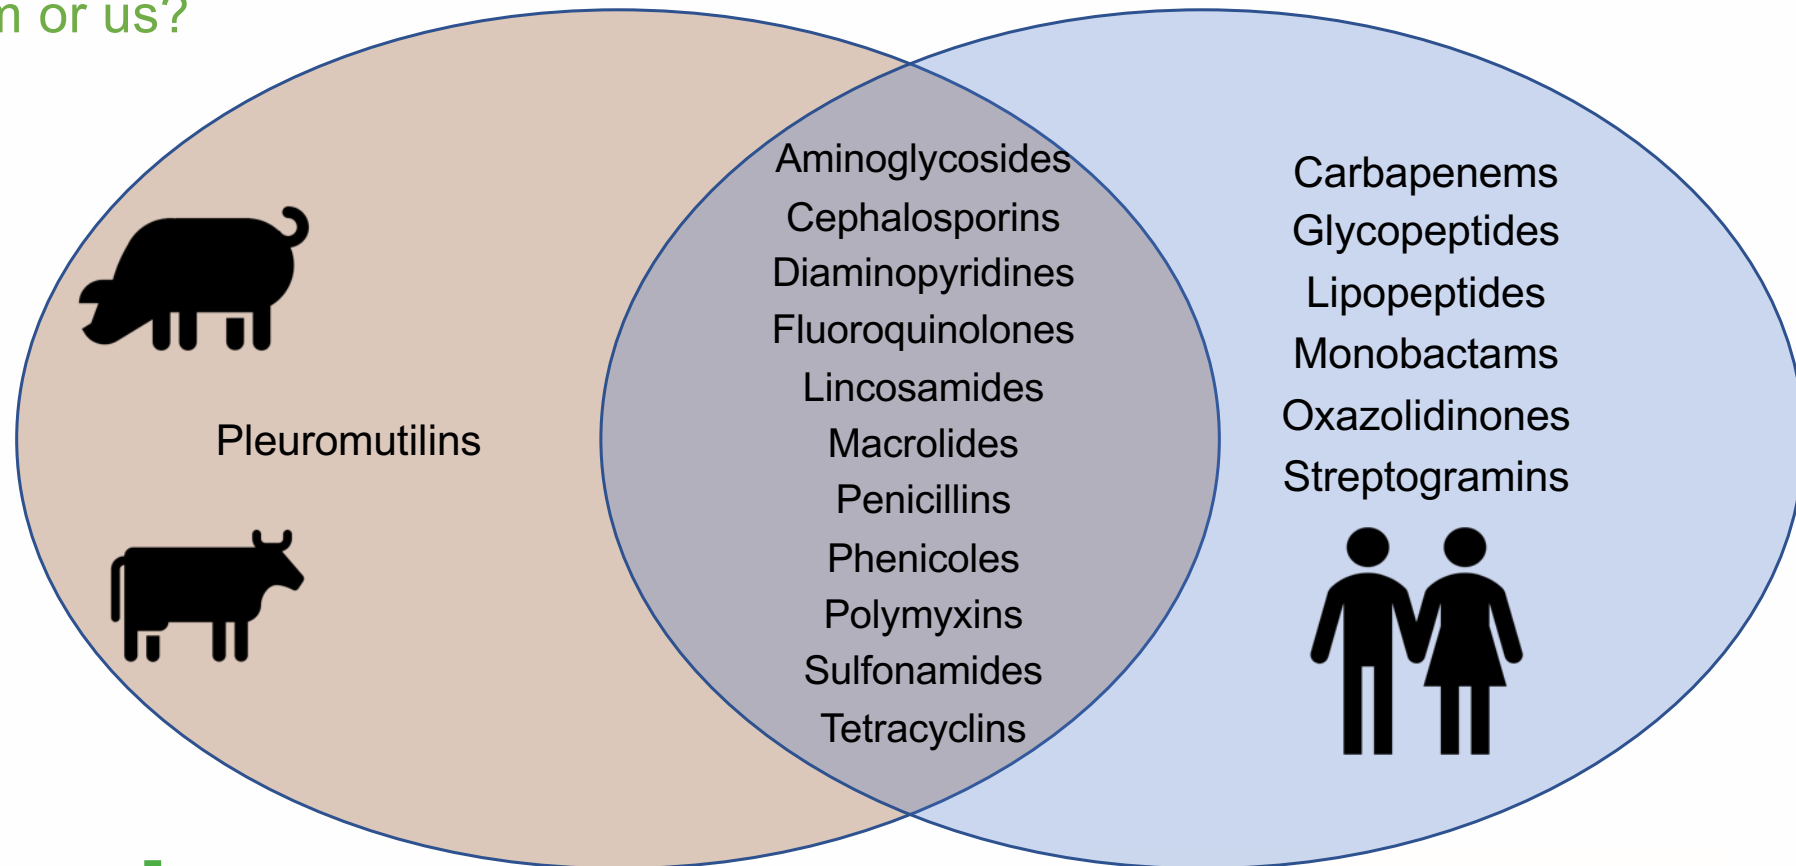 or us?
Pleuromutilins
Aminoglycosides
Cephalosporins
Diaminopyridines
Fluoroquinolones
Lincosamides
Macrolides
Penicillins
Phenicoles
Polymyxins
Sulfonamides
Tetracyclins
Carbapenems
Glycopeptides
Lipopeptides
Monobactams
Oxazolidinones
Streptogramins